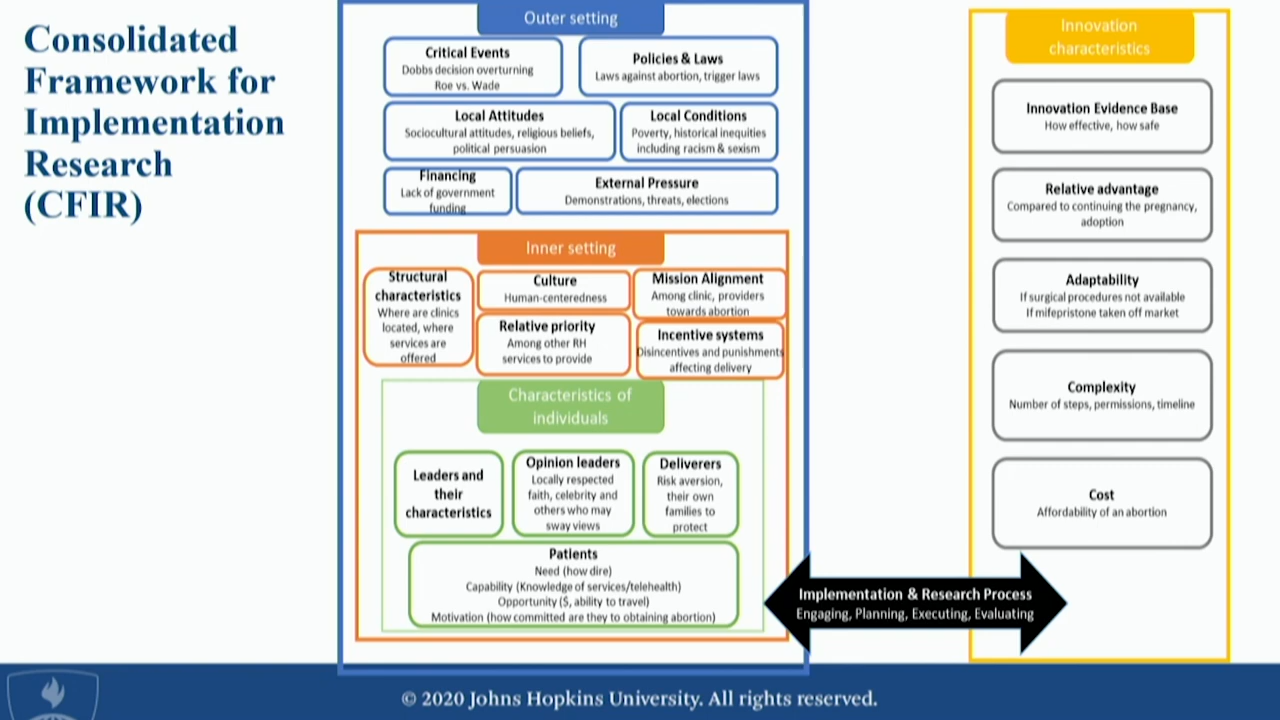 Consolidated
Framework for
Implementation
Research
(CFIR)
Outer setting
Critical Events
Dobbs decision overturning
Roe vs. Wade
Policies & Laws
Laws against abortion, trigger laws
Local Attitudes
Sociocultural attitudes, religious beliefs,
political persuasion
Local Conditions
Poverty, historical inequities
including racism & sexism
Financing
Lack of government
funding
External Pressure
Demonstrations, threats, elections
Inner setting
Structural
characteristics
Where are clinics
located, where
services are
offered
Culture
Human-centeredness
Mission Alignment
Among clinic, providers
towards abortion
Relative priority
Among other RH
services to provide
Incentive systems
Disincentives and punishments
affecting delivery
Characteristics of
individuals
Leaders and
their
characteristics
Opinion leaders
Locally respected
faith, celebrity and
others who may
sway views
Deliverers
Risk aversion,
their own
families to
protect
Patients
Need (how dire)
Capability (Knowledge of services/telehealth)
Opportunity ($, ability to travel)
Motivation (how committed are they to obtaining abortion)
Implementation & Research Process
Engaging, Planning, Executing, Evaluating
Innovation
characteristics
Innovation Evidence Base
How effective, how safe
Relative advantage
Compared to continuing the pregnancy,
adoption
Adaptability
If surgical procedures not available
If mifepristone taken off market
Complexity
Number of steps, permissions, timeline
Cost
Affordability of an abortion
© 2020 Johns Hopkins University. All rights reserved.